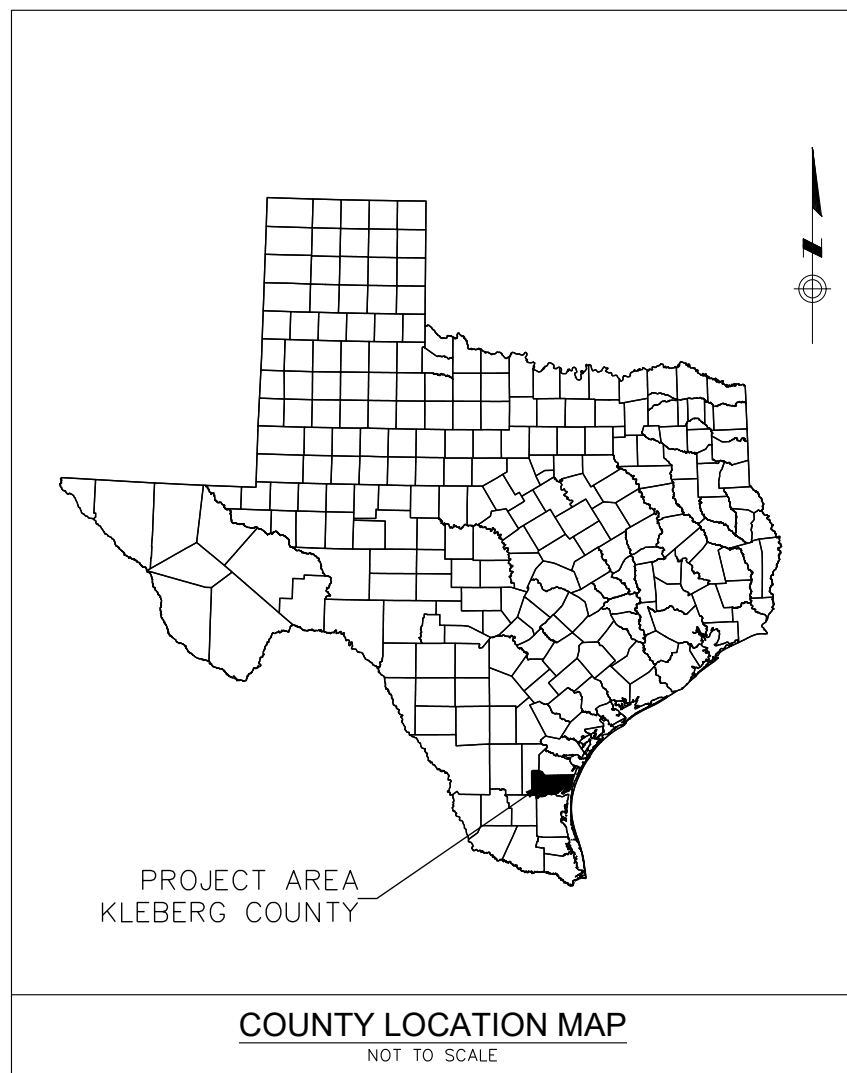 N
PROJECT AREA
KLEBERG COUNTY
COUNTY LOCATION MAP
NOT TO SCALE